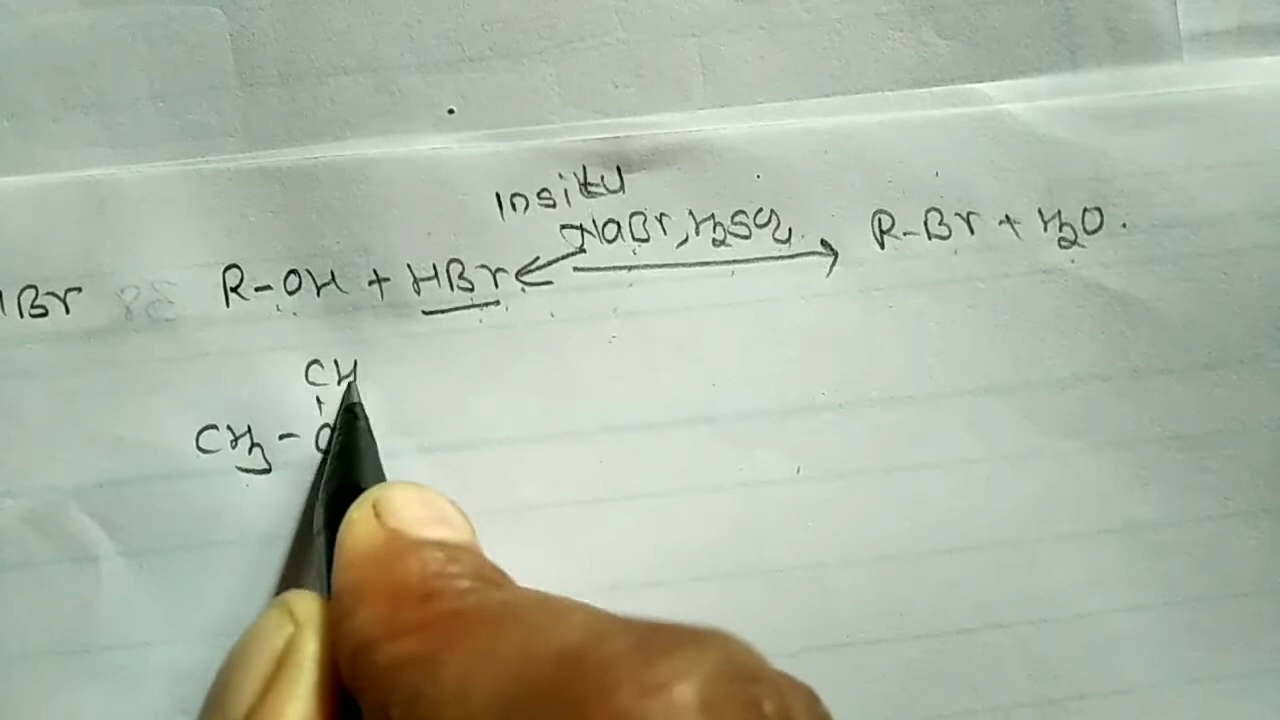 Insitu
NaBr, H2SO4
R-Br + H2O.
HBr R-OH + HBr
CH
CH3 - C